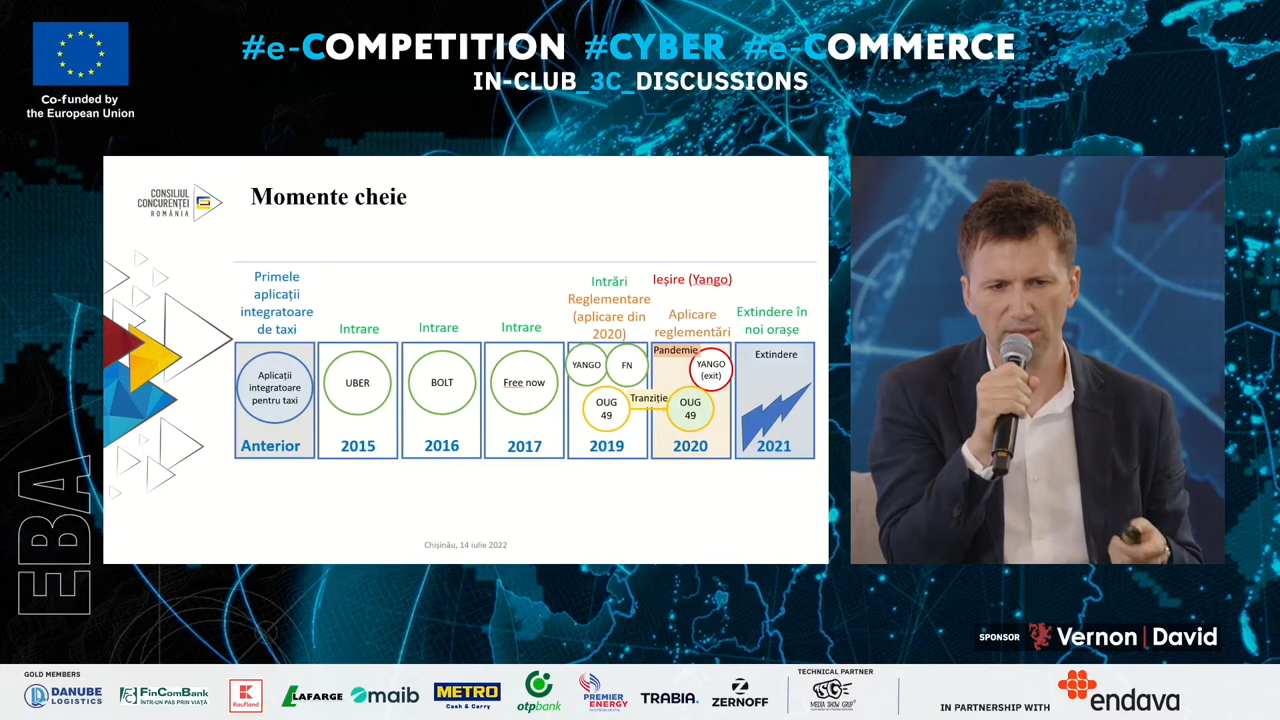 #e-COMPETITION #CYBER #e-COMMERCE
IN-CLUB_3C_DISCUSSIONS
Co-funded by
the European Union
CONSILIUL
CONCURENȚEI
ROMÂNIA
Momente cheie
Primele
aplicații
integratoare
de taxi
Intrare
Intrare
Intrare
Intrări
Reglementare
(aplicare din
2020)
Ieșire (Yango)
Aplicare
reglementări
Extindere în
noi orașe
Aplicații
integratoare
pentru taxi
Anterior
UBER
2015
BOLT
2016
Free now
2017
YANGO
FN
OUG
49
2019
Tranziție
Pandemie
YANGO
(exit)
OUG
49
2020
Extindere
2021
Chișinău, 14 iulie 2022
EBA
SPONSOR
Vernon | David
GOLD MEMBERS
DANUBE
LOGISTICS
FinComBank
ÎNTR-UN PAS PRIN VIAȚĂ
Kaufland
LAFARGE
maib
METRO
Cash & Carry
otpbank
PREMIER
ENERGY
TRABIA
ZERNOFF
TECHNICAL PARTNER
MEDIA SHOW GRUP
IN PARTNERSHIP WITH
endava